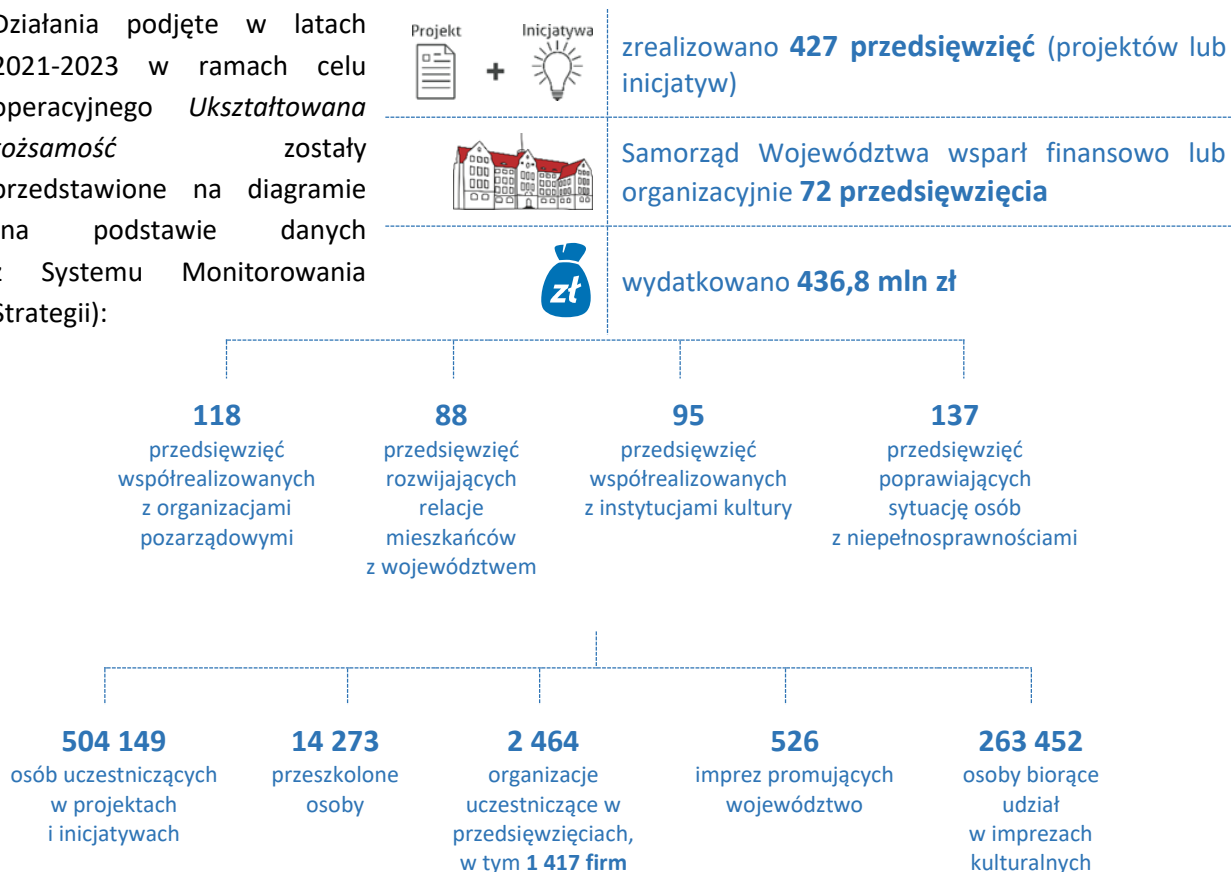 Działania podjęte w latach
2021-2023 w ramach celu
operacyjnego Ukształtowana
tożsamość zostały
przedstawione na diagramie
(na podstawie danych
z Systemu Monitorowania
Strategii):
Projekt
+
Inicjatywa
zrealizowano 427 przedsięwzięć (projektów lub
inicjatyw)
Samorząd Województwa wsparł finansowo lub
organizacyjnie 72 przedsięwzięcia
zł
wydatkowano 436,8 mln zł
118
przedsięwzięć
współrealizowanych
z organizacjami
pozarządowymi
88
przedsięwzięć
rozwijających
relacje
mieszkańców
z województwem
95
przedsięwzięć
współrealizowanych
z instytucjami kultury
137
przedsięwzięć
poprawiających
sytuację osób
z niepełnosprawnościami
504 149
osób uczestniczących
w projektach
i inicjatywach
14 273
przeszkolone
osoby
2 464
organizacje
uczestniczące w
przedsięwzięciach,
w tym 1 417 firm
526
imprez promujących
województwo
263 452
osoby biorące
udział
w imprezach
kulturalnych